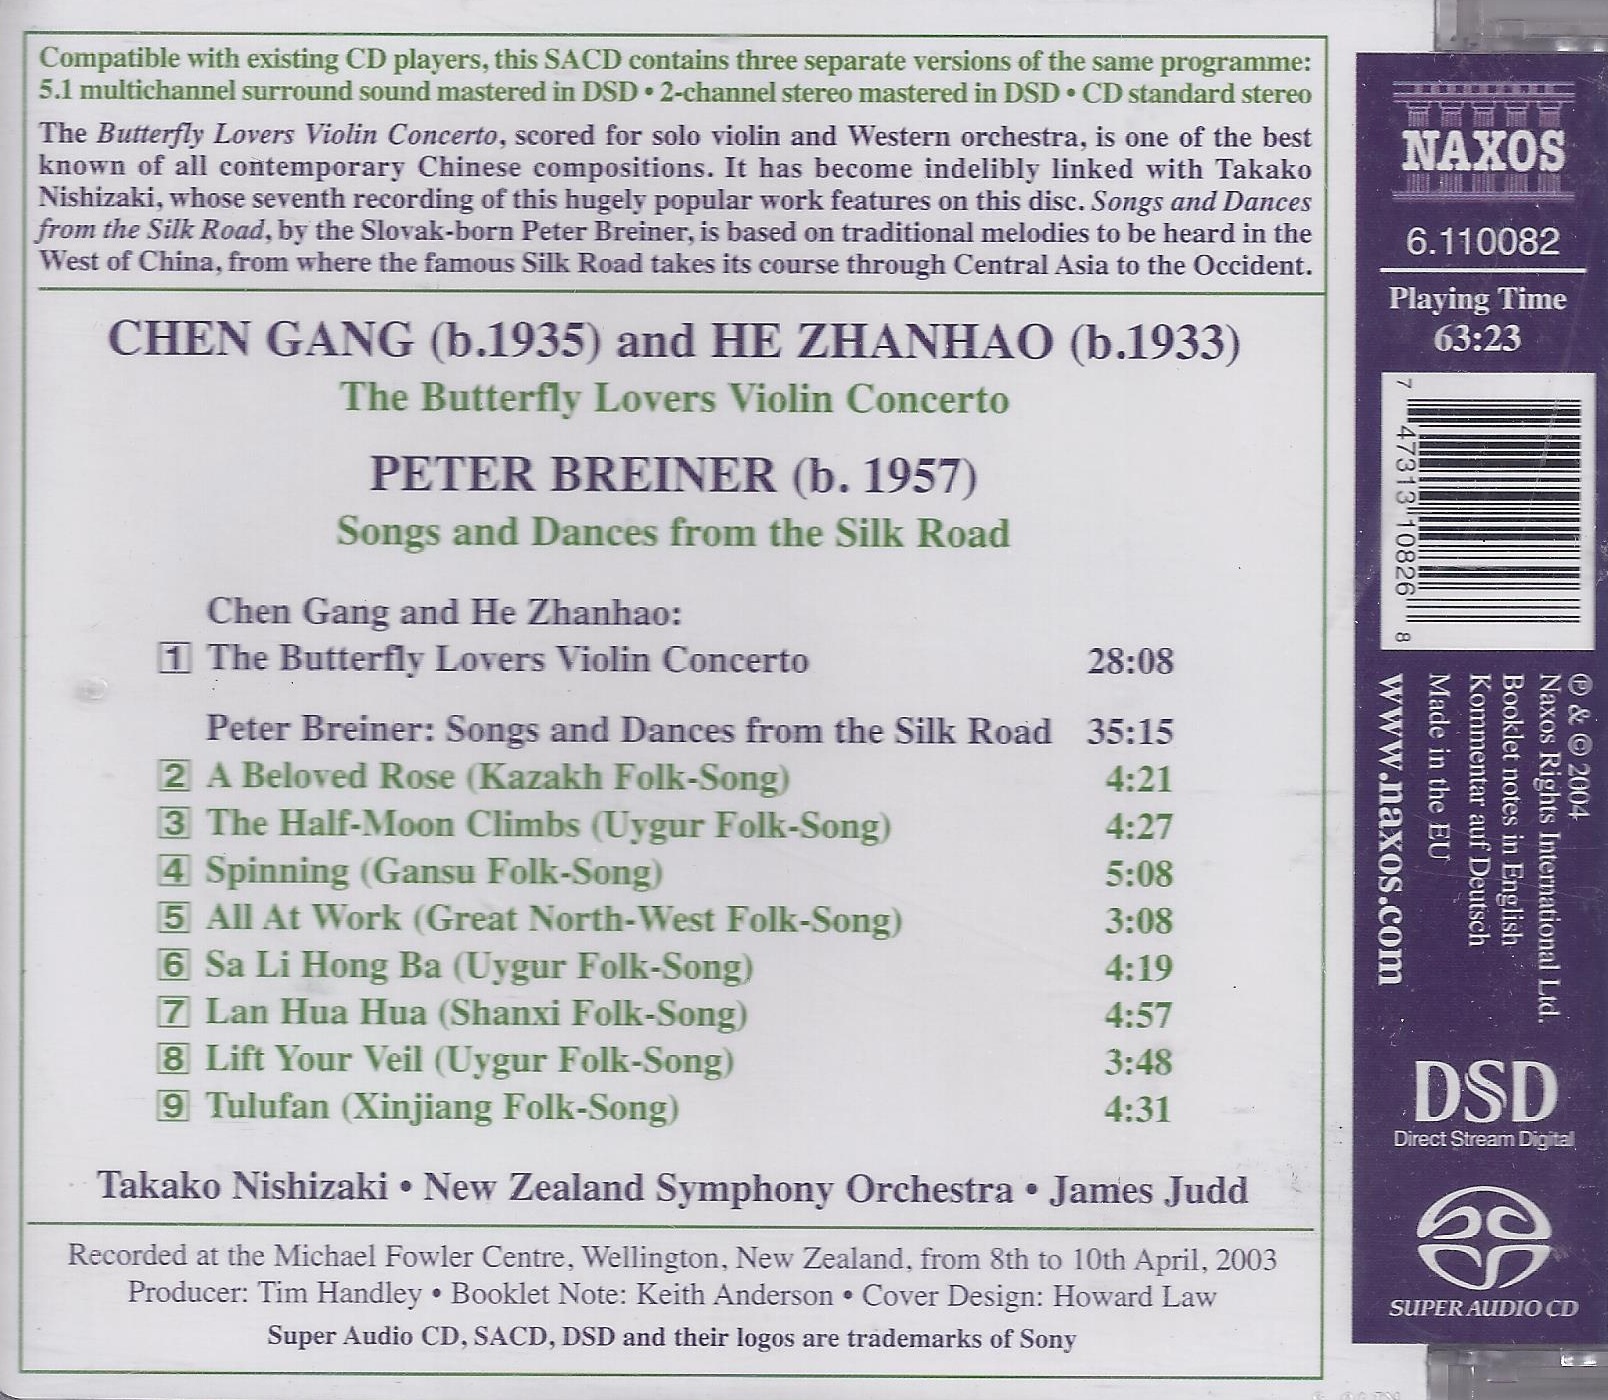 Compatible with existing CD players, this SACD contains three separate versions of the same programme:
5.1 multichannel surround sound mastered in DSD • 2-channel stereo mastered in DSD • CD standard stereo
The Butterfly Lovers Violin Concerto, scored for solo violin and Western orchestra, is one of the best
known of all contemporary Chinese compositions. It has become indelibly linked with Takako
Nishizaki, whose seventh recording of this hugely popular work features on this disc. Songs and Dances
from the Silk Road, by the Slovak-born Peter Breiner, is based on traditional melodies to be heard in the
West of China, from where the famous Silk Road takes its course through Central Asia to the Occident.
CHEN GANG (b.1935) and HE ZHANHAO (b.1933)
The Butterfly Lovers Violin Concerto
PETER BREINER (b. 1957)
Songs and Dances from the Silk Road
Chen Gang and He Zhanhao:
1 The Butterfly Lovers Violin Concerto 28:08
Peter Breiner: Songs and Dances from the Silk Road 35:15
2 A Beloved Rose (Kazakh Folk-Song) 4:21
3 The Half-Moon Climbs (Uygur Folk-Song) 4:27
4 Spinning (Gansu Folk-Song) 5:08
5 All At Work (Great North-West Folk-Song) 3:08
6 Sa Li Hong Ba (Uygur Folk-Song) 4:19
7 Lan Hua Hua (Shanxi Folk-Song) 4:57
8 Lift Your Veil (Uygur Folk-Song) 3:48
9 Tulufan (Xinjiang Folk-Song) 4:31
Takako Nishizaki • New Zealand Symphony Orchestra • James Judd
Recorded at the Michael Fowler Centre, Wellington, New Zealand, from 8th to 10th April, 2003
Producer: Tim Handley • Booklet Note: Keith Anderson • Cover Design: Howard Law
Super Audio CD, SACD, DSD and their logos are trademarks of Sony
NAXOS
6.110082
Playing Time
63:23
7 47313 10826 8
℗ & © 2004
Naxos Rights International Ltd.
Booklet notes in English
Kommentar auf Deutsch
Made in the EU
www.naxos.com
DSD
Direct Stream Digital
SUPER AUDIO CD